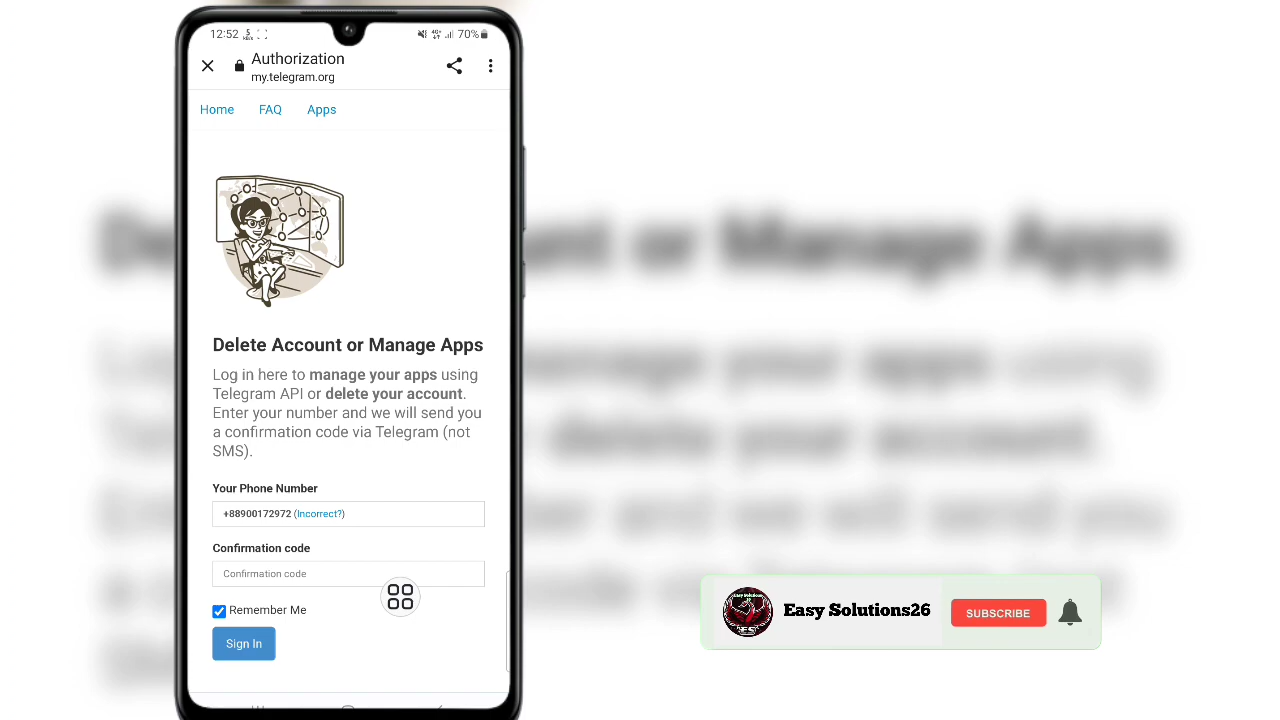 12:52
5
KB/s
4G+
70%
Authorization
my.telegram.org
Home FAQ Apps
Delete Account or Manage Apps
Log in here to manage your apps using
Telegram API or delete your account.
Enter your number and we will send you
a confirmation code via Telegram (not
SMS).
Your Phone Number
+88900172972 (Incorrect?)
Confirmation code
Confirmation code
Remember Me
Sign In
Easy Solutions26
SUBSCRIBE